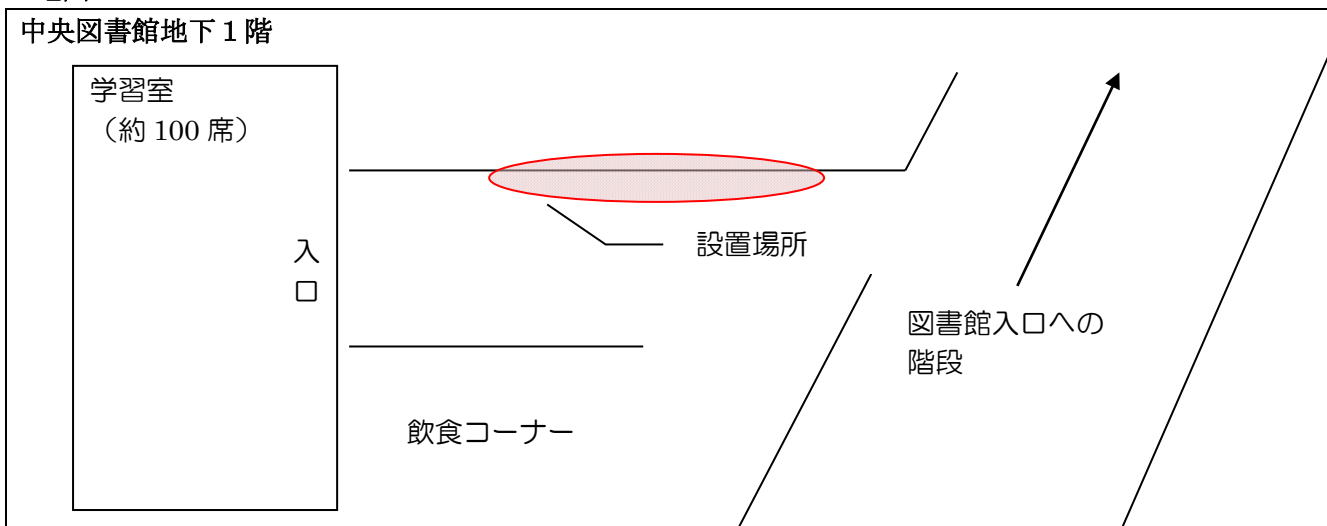 中央図書館地下１階
学習室
（約 100 席）
入
口
設置場所
図書館入口への
階段
飲食コーナー